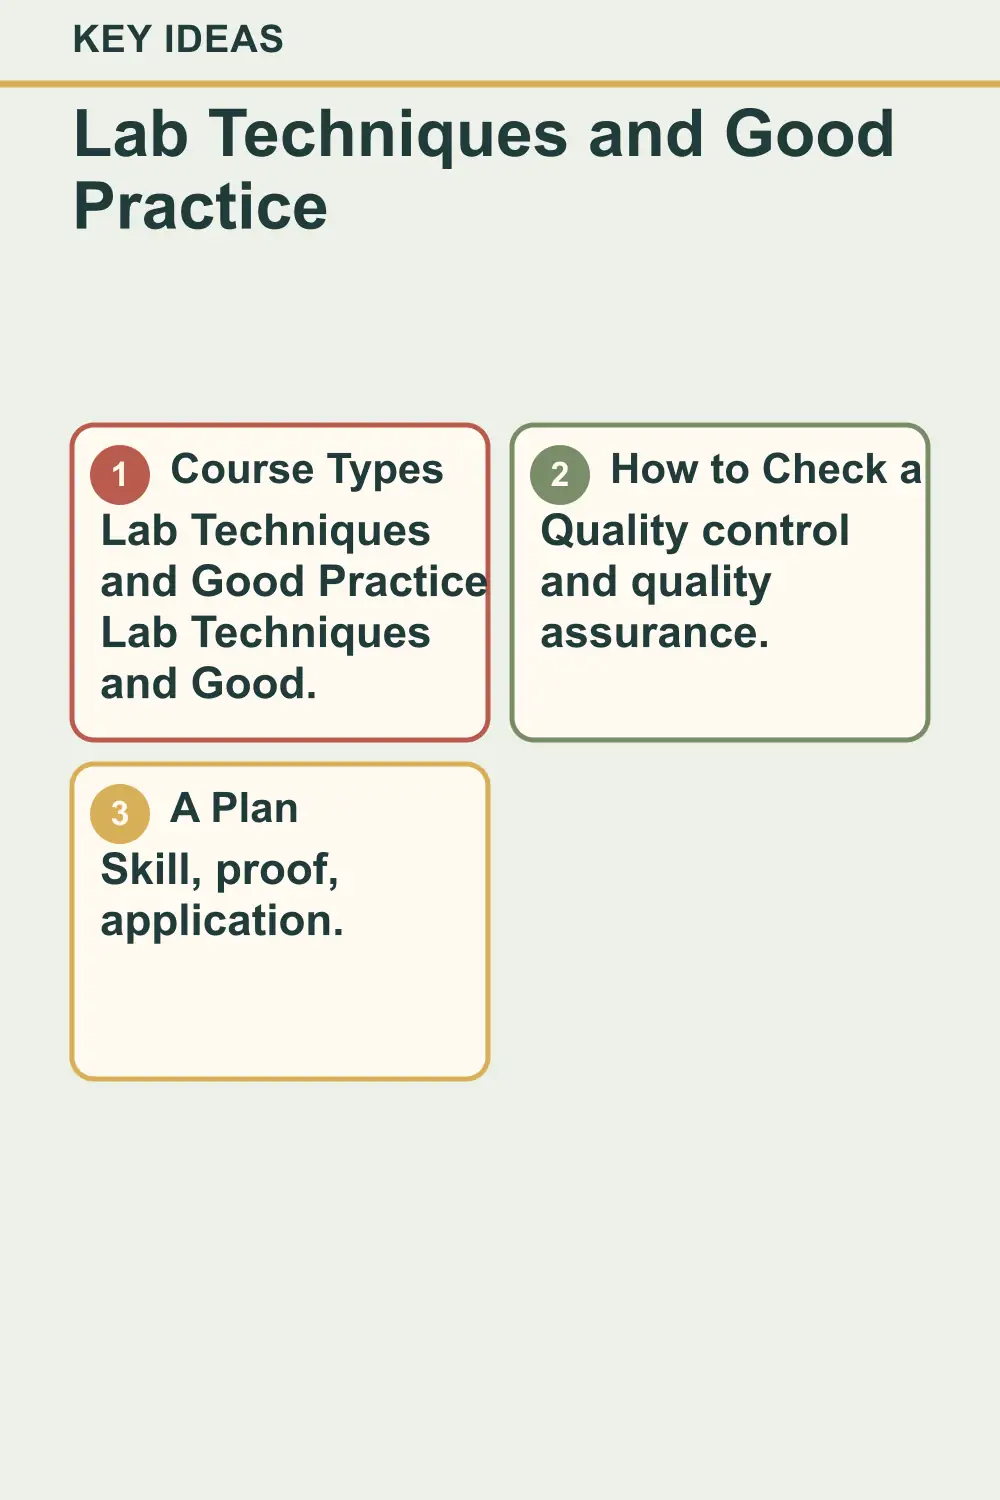 KEY IDEAS
Lab Techniques and Good
Practice
1 Course Types
Lab Techniques
and Good Practice
Lab Techniques
and Good.
2 How to Check a
Quality control
and quality
assurance.
3 A Plan
Skill, proof,
application.